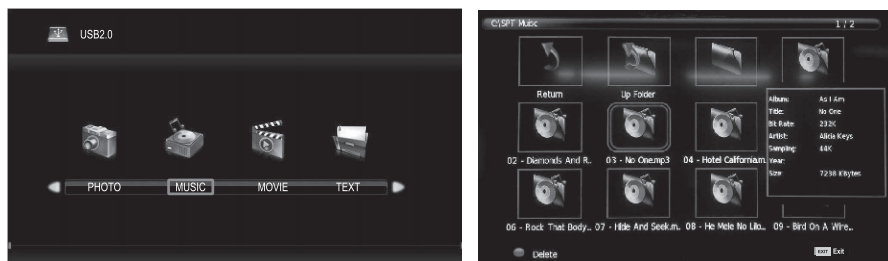 USB2.0
PHOTO MUSIC MOVIE TEXT
C:\SPT Music 1 / 2
Return Up Folder
Album: As I Am
Title: No One
Bit Rate: 232K
Artist: Alicia Keys
Sampling: 44K
Year:
Size: 7238 KBytes
02 - Diamonds And R.. 03 - No One.mp3 04 - Hotel California.m
06 - Rock That Body... 07 - Hide And Seek.m.. 08 - He Mele No Lilo... 09 - Bird On A Wire...
Delete EXIT Exit